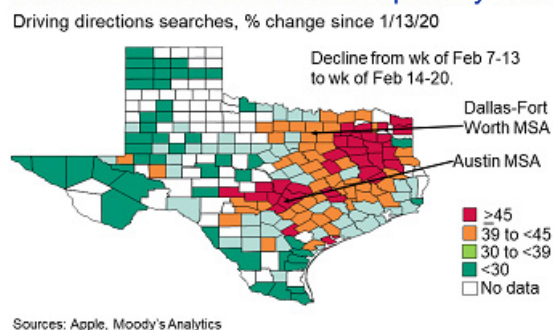 Driving directions searches, % change since 1/13/20
Decline from wk of Feb 7-13
to wk of Feb 14-20.
Dallas-Fort
Worth MSA
Austin MSA
≥45
39 to <45
30 to <39
<30
No data
Sources: Apple, Moody's Analytics